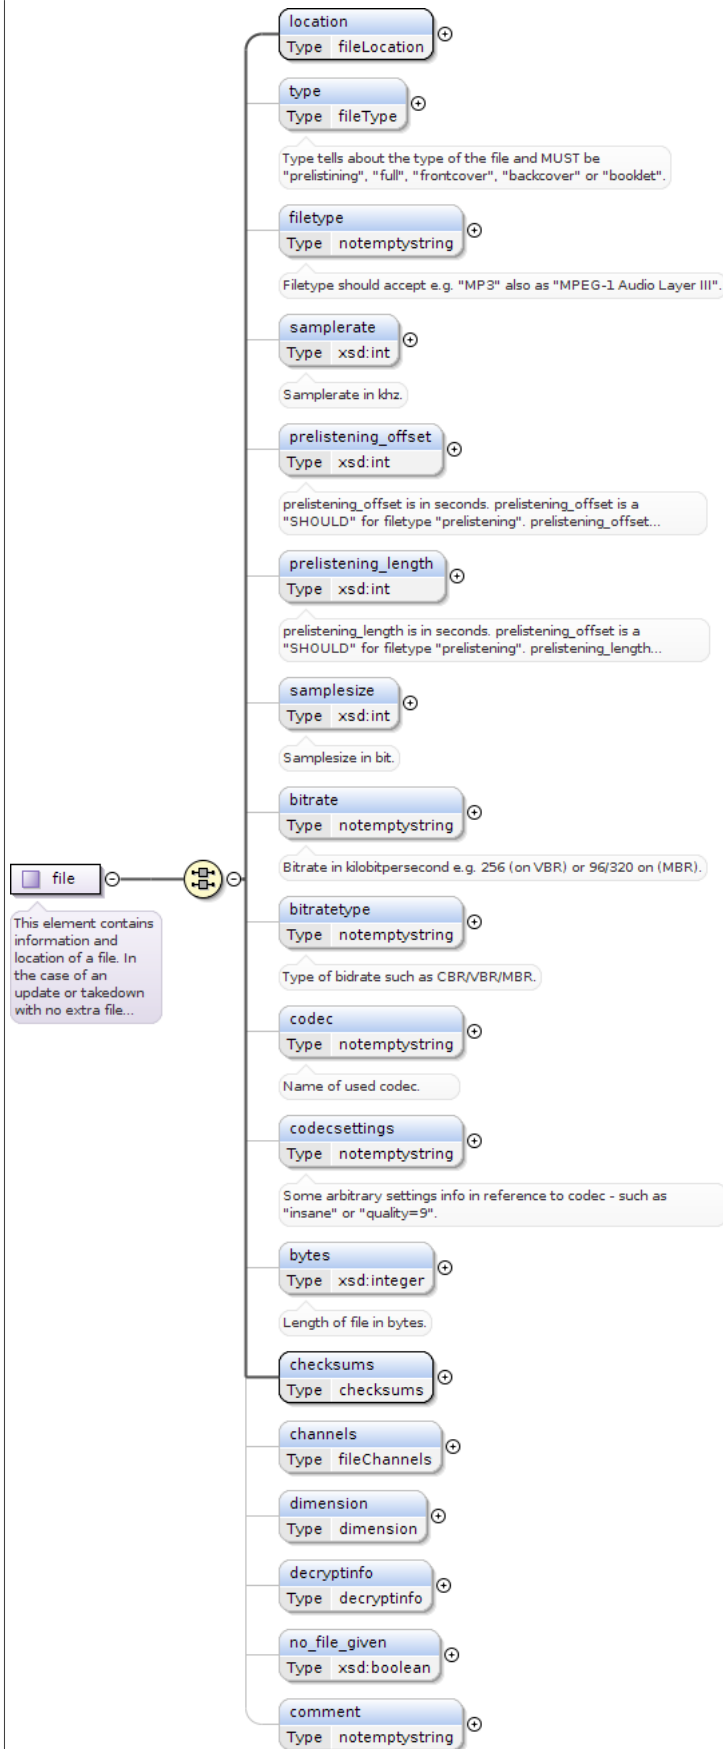 location
Type fileLocation
type
Type fileType
Type tells about the type of the file and MUST be
"prelistining", "full", "frontcover", "backcover" or "booklet".
filetype
Type notemptystring
Filetype should accept e.g. "MP3" also as "MPEG-1 Audio Layer III".
samplerate
Type xsd:int
Samplerate in khz.
prelistening_offset
Type xsd:int
prelistening_offset is in seconds. prelistening_offset is a
"SHOULD" for filetype "prelistening". prelistening_offset...
prelistening_length
Type xsd:int
prelistening_length is in seconds. prelistening_offset is a
"SHOULD" for filetype "prelistening". prelistening_length...
samplesize
Type xsd:int
Samplesize in bit.
bitrate
Type notemptystring
Bitrate in kilobitpersecond e.g. 256 (on VBR) or 96/320 on (MBR).
file
This element contains
information and
location of a file. In
the case of an
update or takedown
with no extra file...
bitratetype
Type notemptystring
Type of bidrate such as CBR/VBR/MBR.
codec
Type notemptystring
Name of used codec.
codecsettings
Type notemptystring
Some arbitrary settings info in reference to codec - such as
"insane" or "quality=9".
bytes
Type xsd:integer
Length of file in bytes.
checksums
Type checksums
channels
Type fileChannels
dimension
Type dimension
decryptinfo
Type decryptinfo
no_file_given
Type xsd:boolean
comment
Type notemptystring